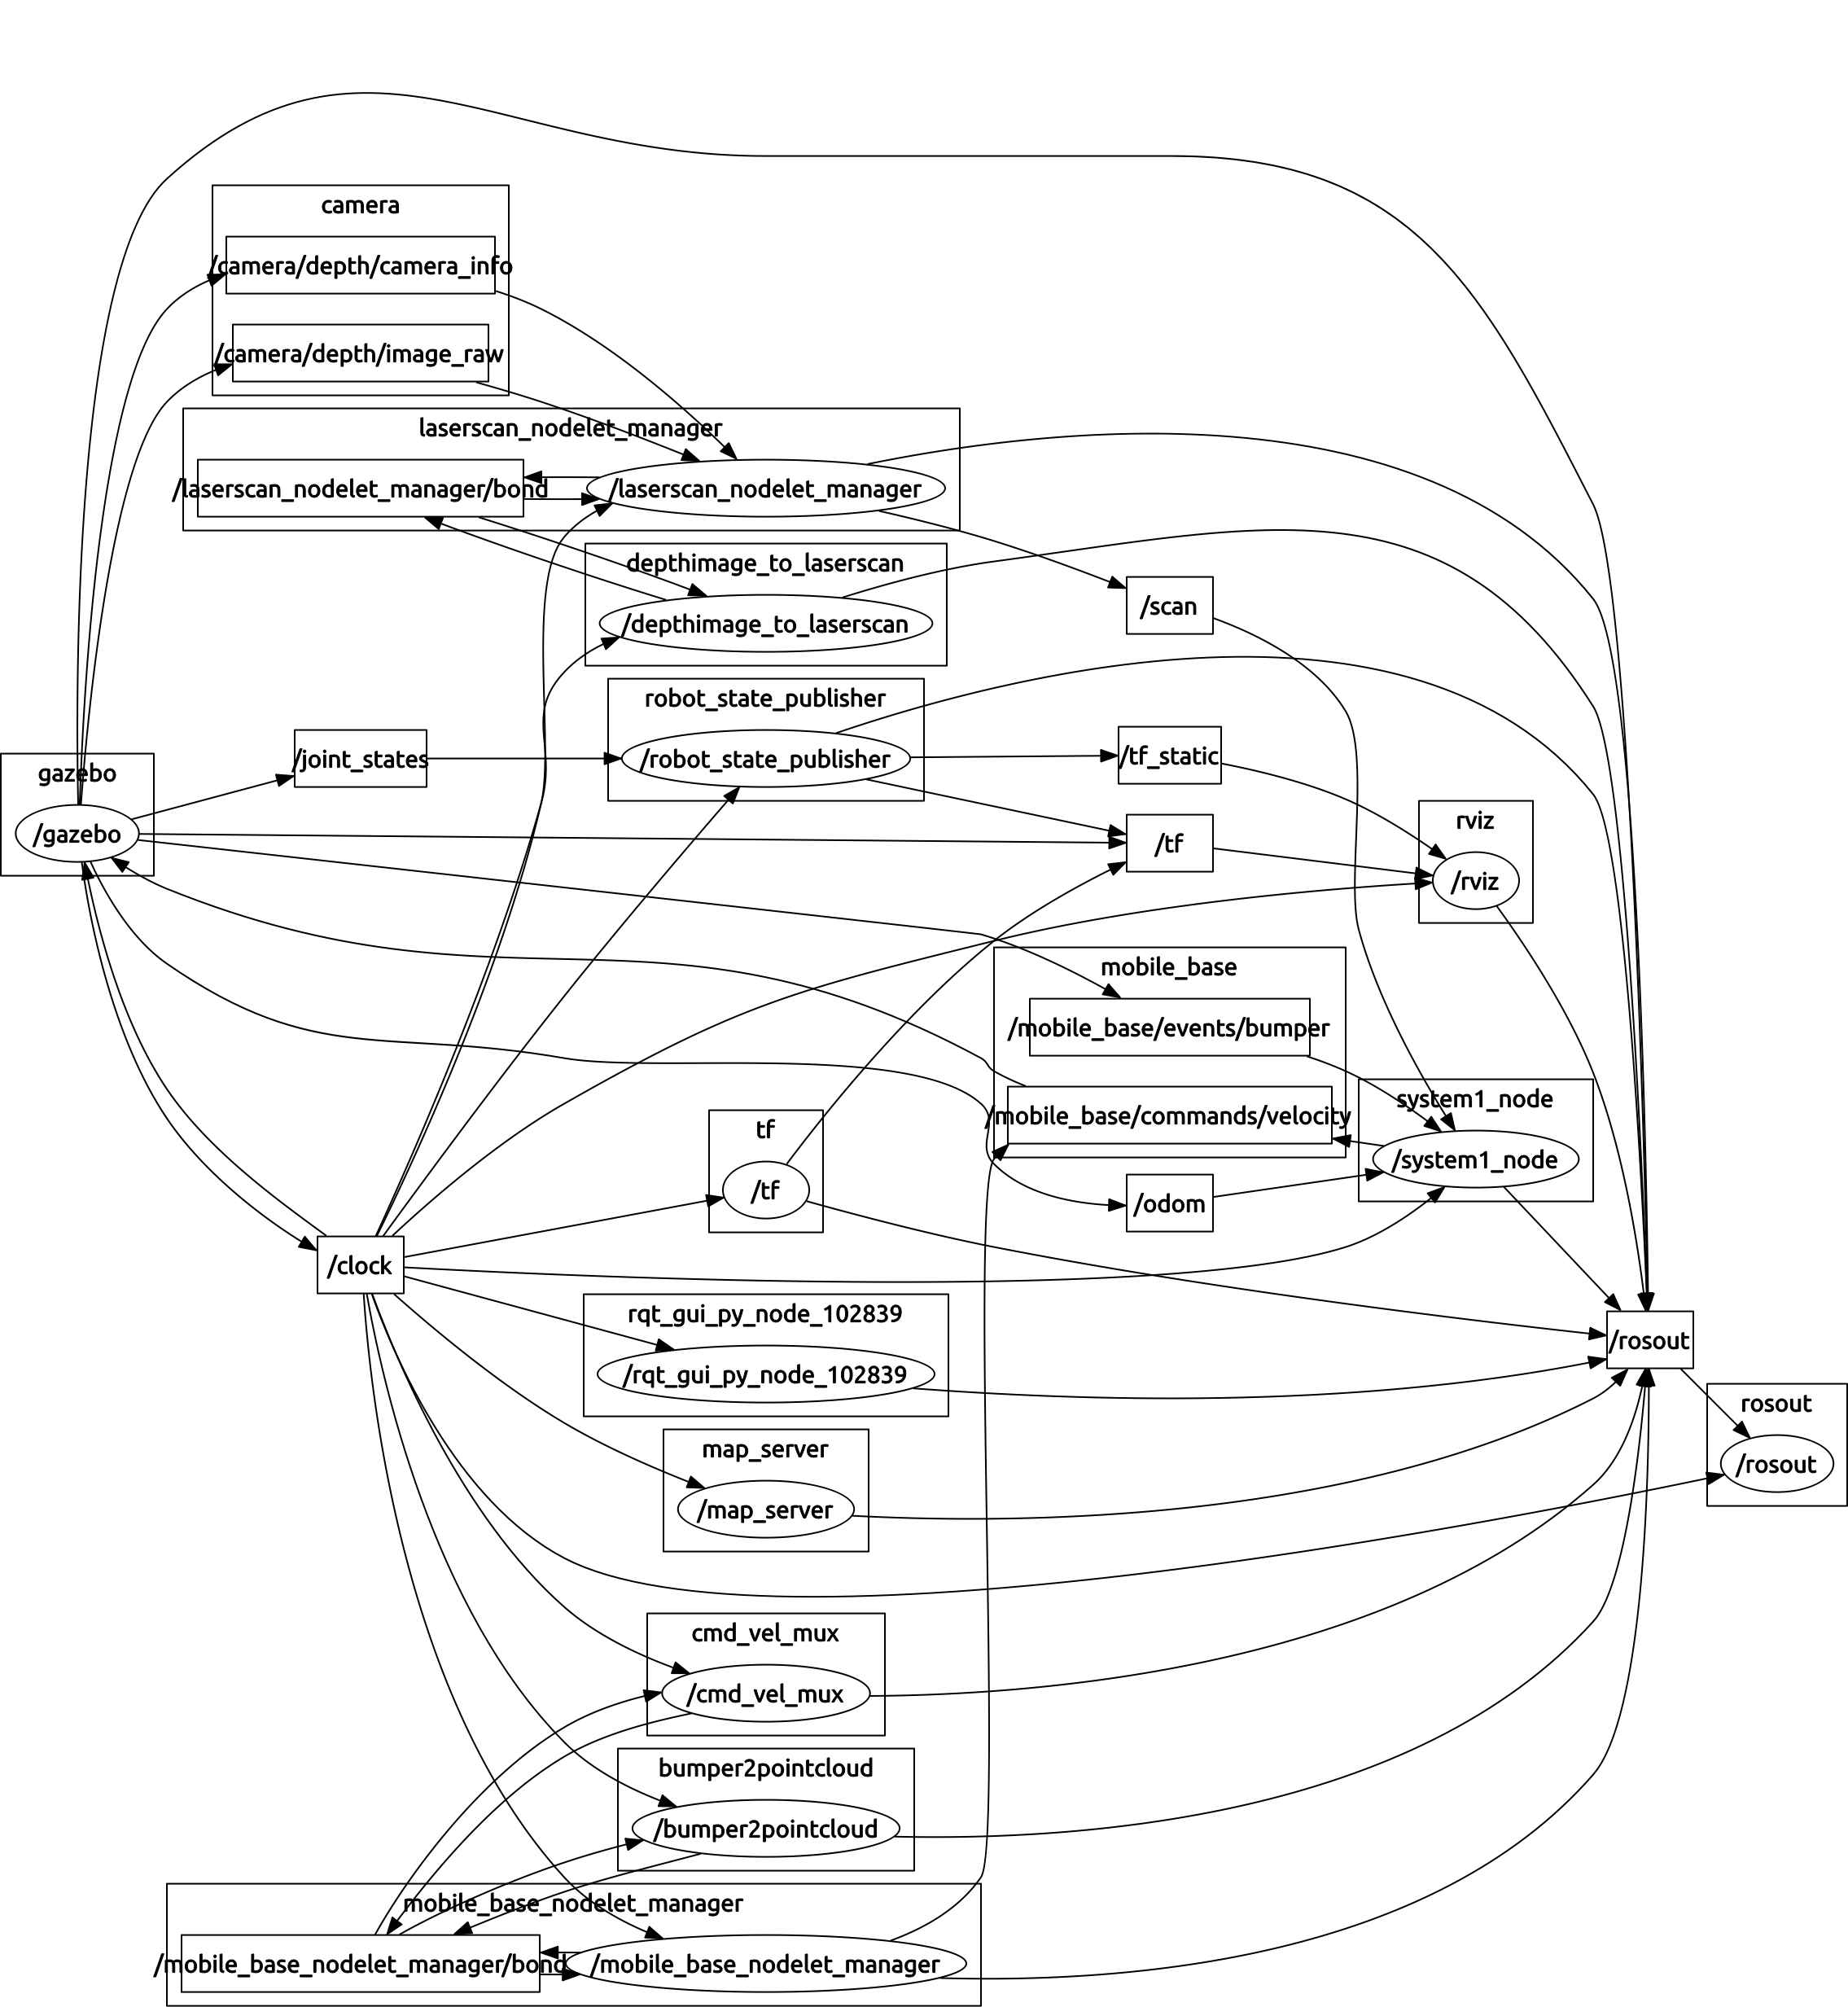 camera
/camera/depth/camera_info
/camera/depth/image_raw
laserscan_nodelet_manager
/laserscan_nodelet_manager/bond
/laserscan_nodelet_manager
depthimage_to_laserscan
/depthimage_to_laserscan
/scan
robot_state_publisher
/joint_states
/robot_state_publisher
/tf_static
gazebo
/gazebo
/tf
rviz
/rviz
mobile_base
/mobile_base/events/bumper
/mobile_base/commands/velocity
system1_node
/system1_node
tf
/tf
/odom
/clock
rqt_gui_py_node_102839
/rqt_gui_py_node_102839
/rosout
rosout
/rosout
map_server
/map_server
cmd_vel_mux
/cmd_vel_mux
bumper2pointcloud
/bumper2pointcloud
mobile_base_nodelet_manager
/mobile_base_nodelet_manager/bond
/mobile_base_nodelet_manager